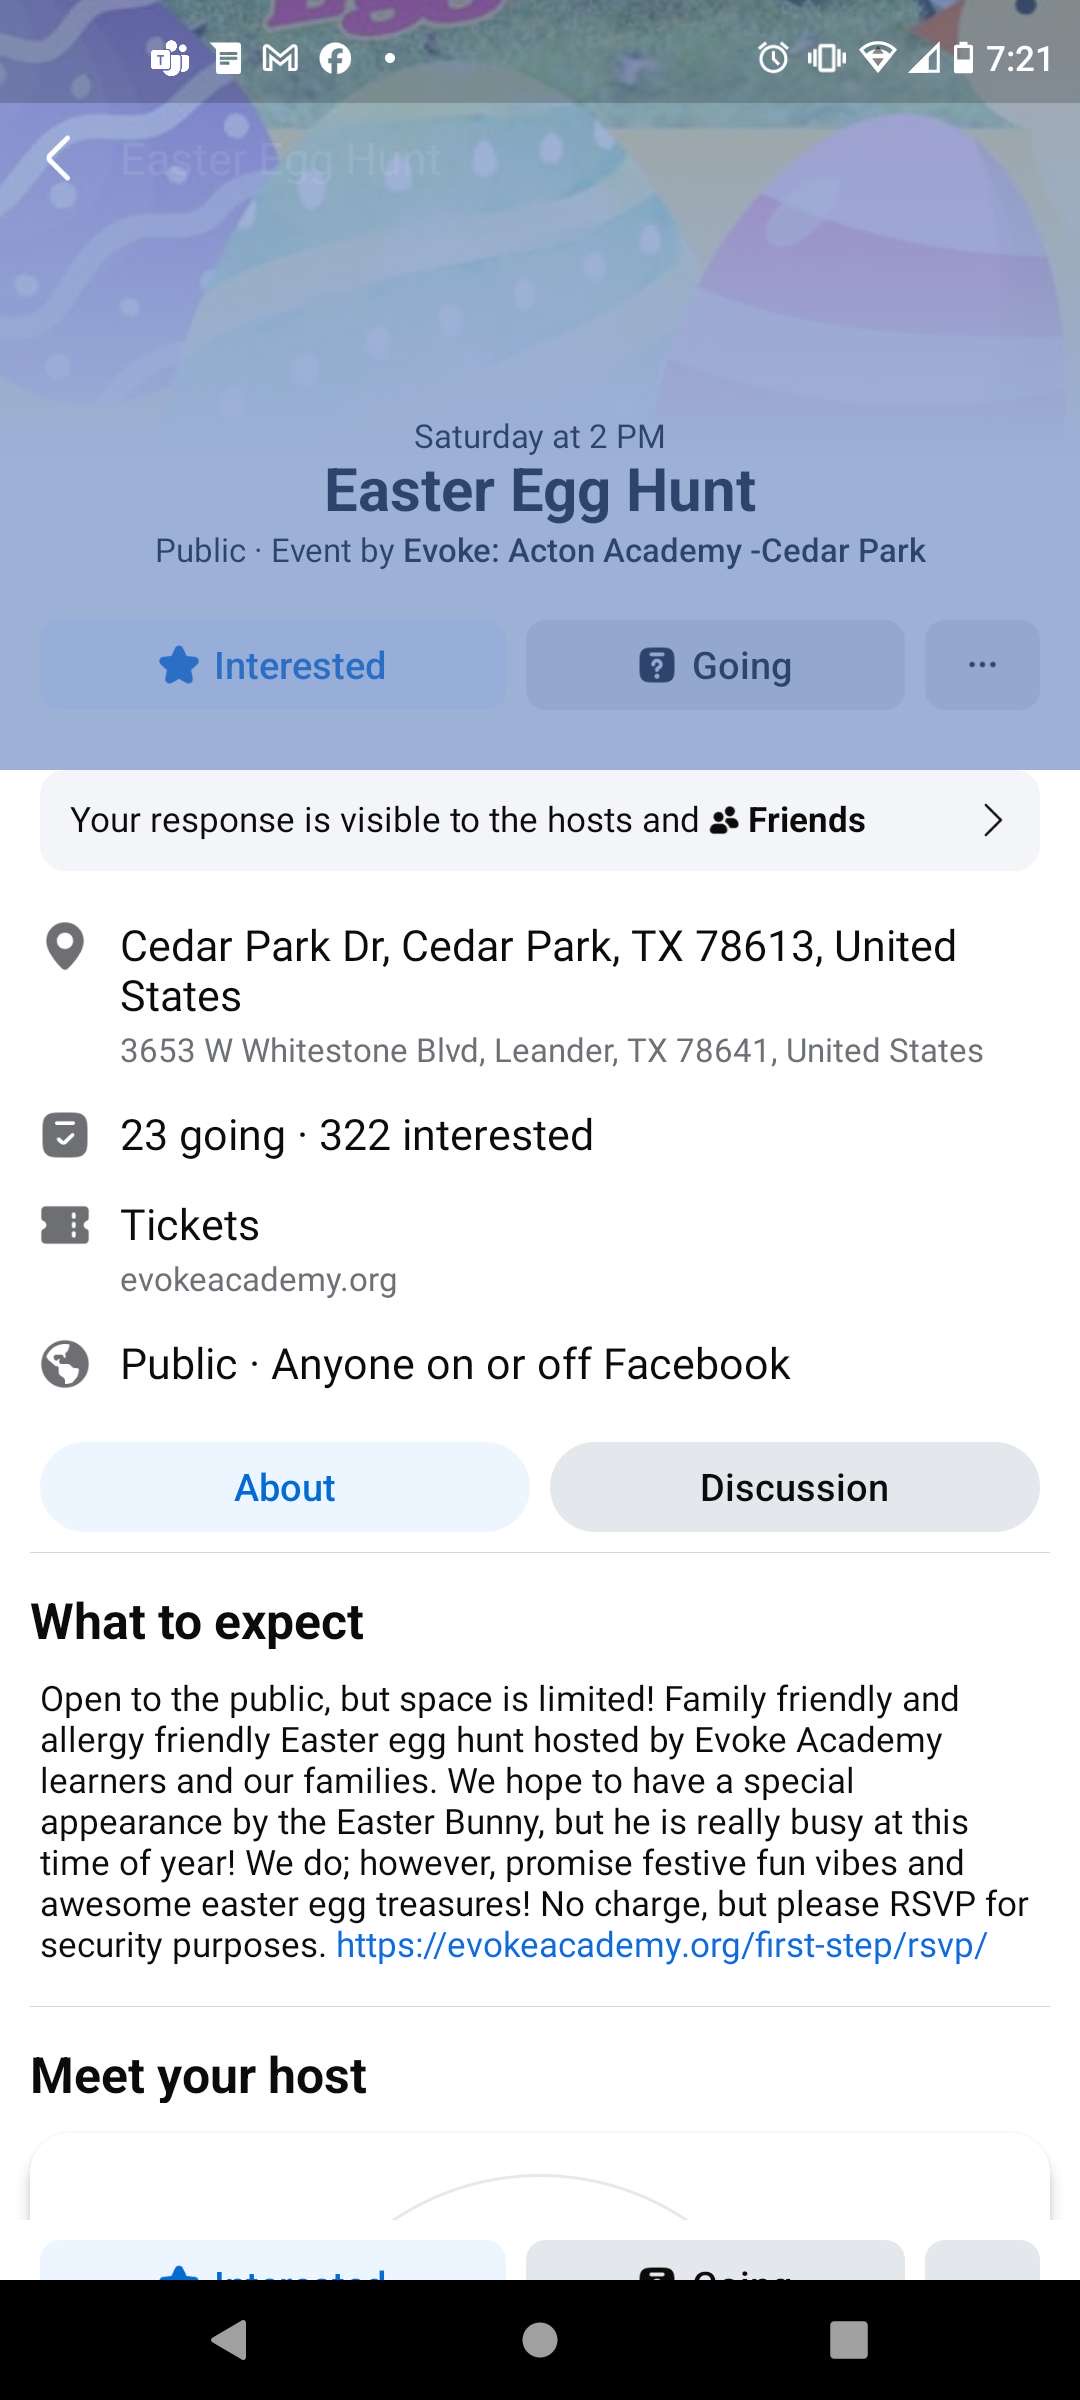 7:21
Easter Egg Hunt
Saturday at 2 PM
Easter Egg Hunt
Public · Event by Evoke: Acton Academy -Cedar Park
Interested
Going
Your response is visible to the hosts and Friends
Cedar Park Dr, Cedar Park, TX 78613, United
States
3653 W Whitestone Blvd, Leander, TX 78641, United States
23 going · 322 interested
Tickets
evokeacademy.org
Public · Anyone on or off Facebook
About
Discussion
What to expect
Open to the public, but space is limited! Family friendly and
allergy friendly Easter egg hunt hosted by Evoke Academy
learners and our families. We hope to have a special
appearance by the Easter Bunny, but he is really busy at this
time of year! We do; however, promise festive fun vibes and
awesome easter egg treasures! No charge, but please RSVP for
security purposes. https://evokeacademy.org/first-step/rsvp/
Meet your host
Interested
Going